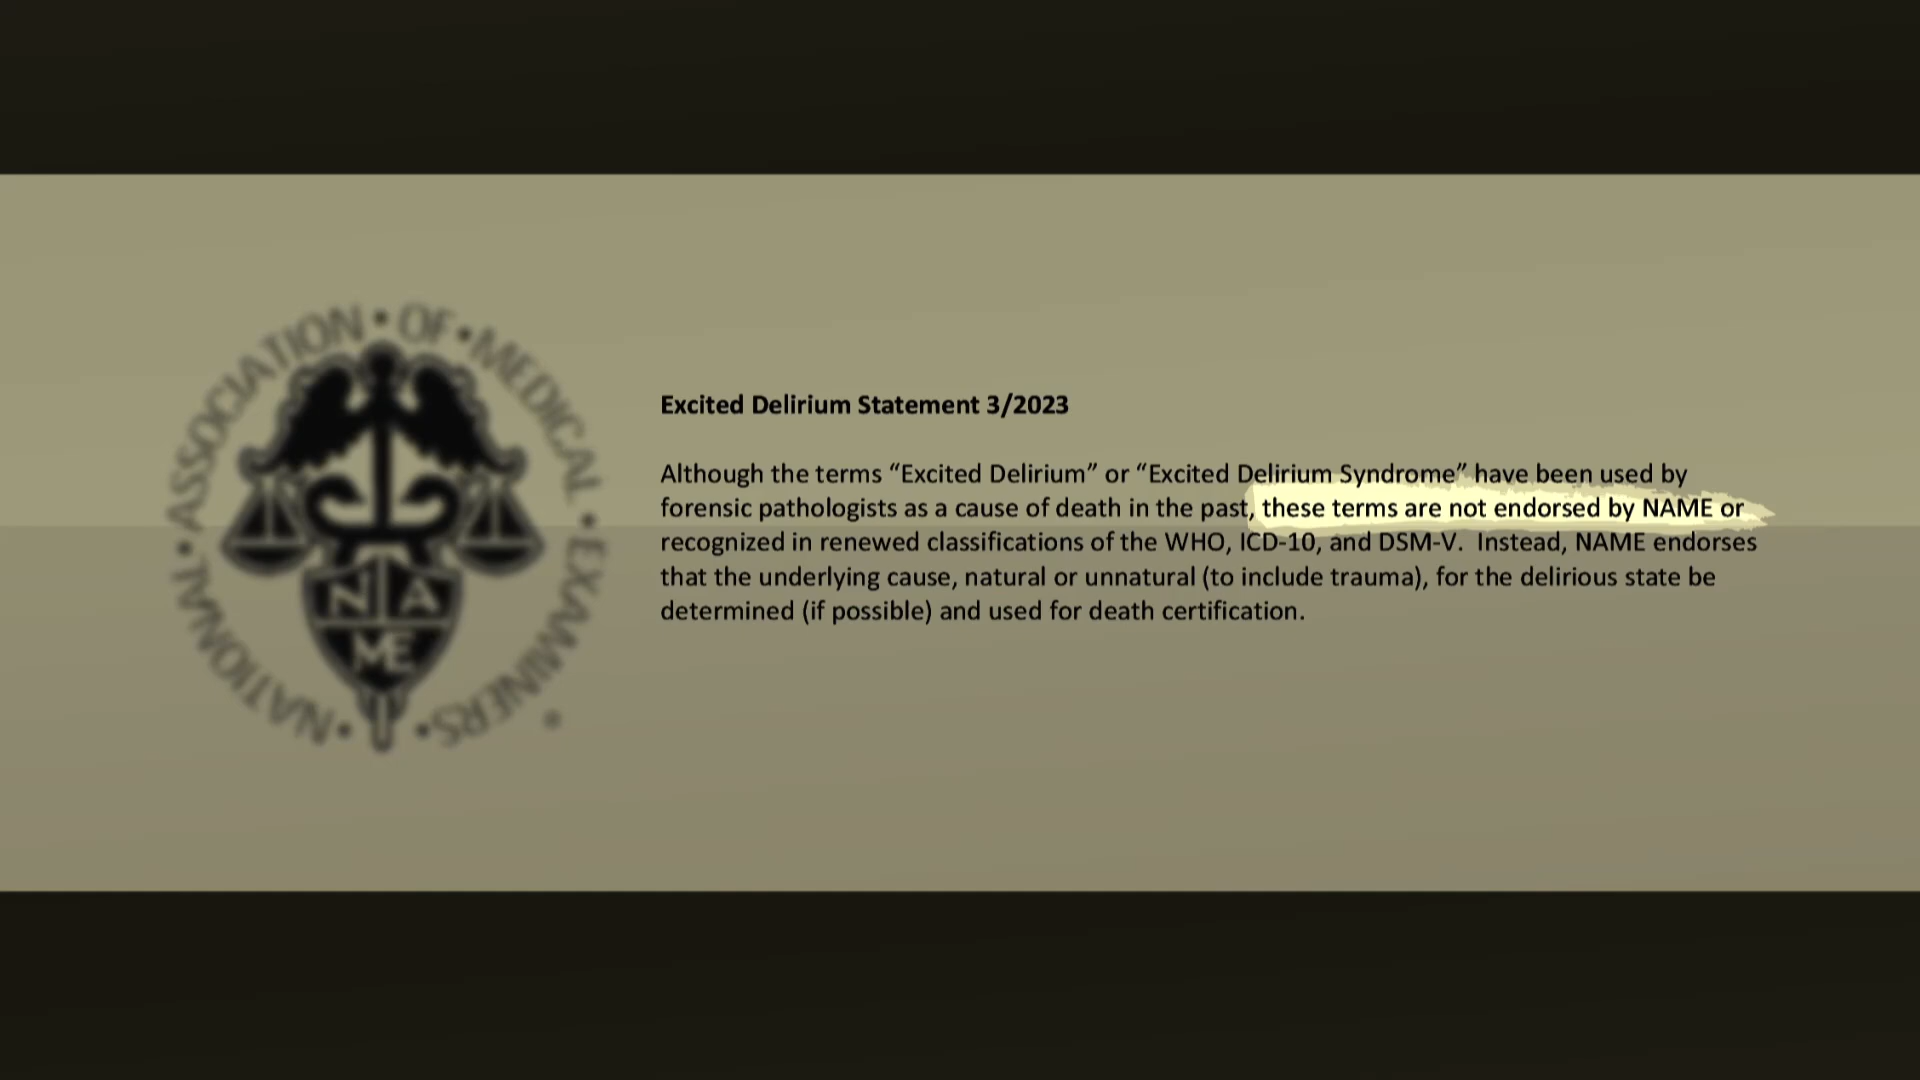 NATIONAL • ASSOCIATION • OF • MEDICAL • EXAMINERS •
N A
ME
Excited Delirium Statement 3/2023
Although the terms “Excited Delirium” or “Excited Delirium Syndrome” have been used by
forensic pathologists as a cause of death in the past, these terms are not endorsed by NAME or
recognized in renewed classifications of the WHO, ICD-10, and DSM-V.  Instead, NAME endorses
that the underlying cause, natural or unnatural (to include trauma), for the delirious state be
determined (if possible) and used for death certification.